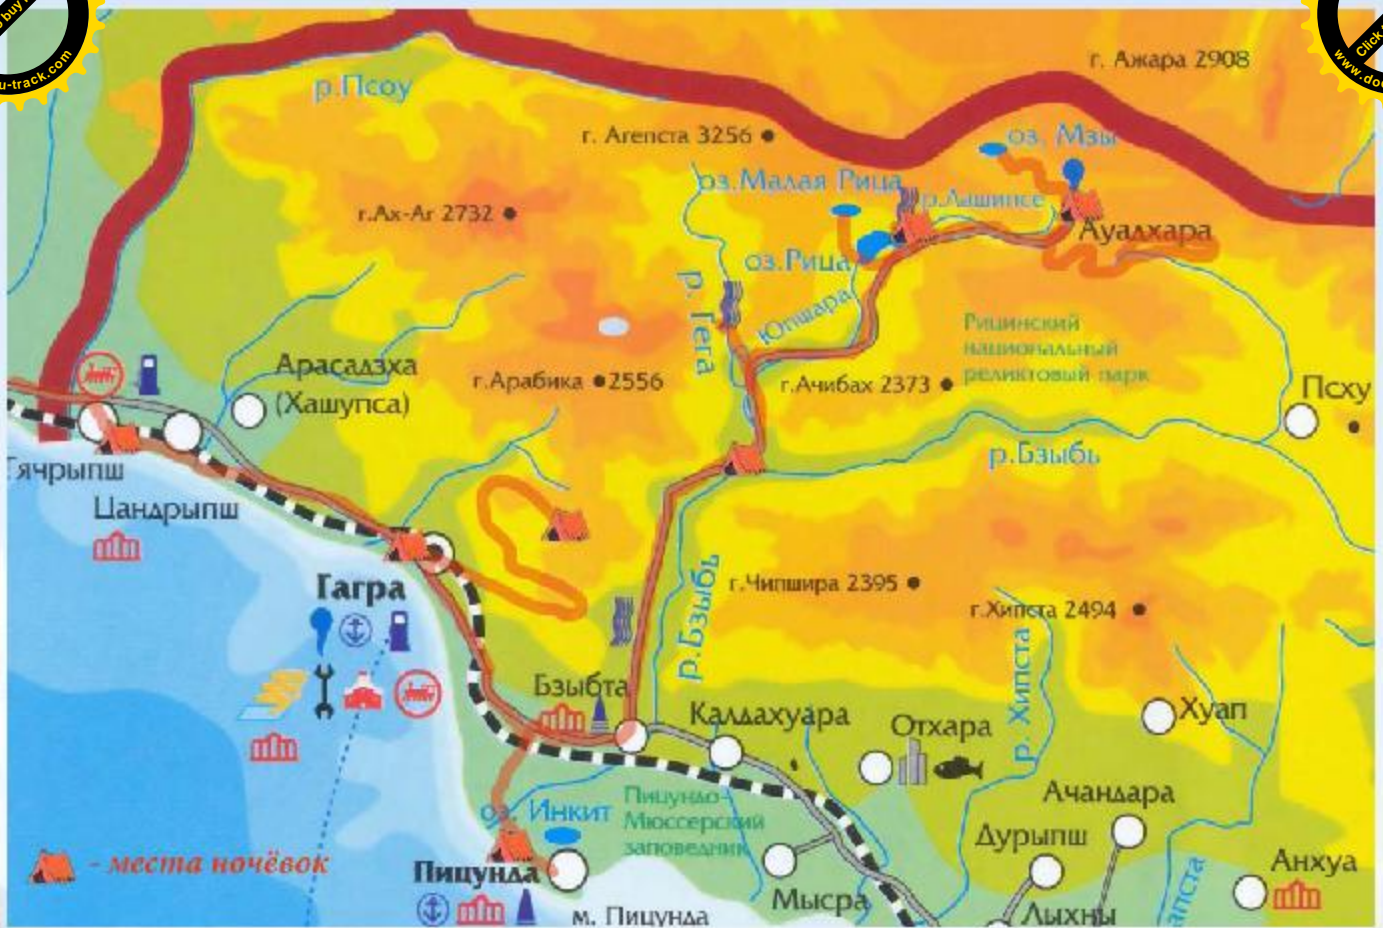 г. Ажара 2908
р.Псоу
г. Агепста 3256
оз. Мзы
оз.Малая Рица
р.Лашипсе
г.Ах-Аг 2732
Ауадхара
оз.Рица
р. Гега
Юпшара
Рицинский
национальный
реликтовый парк
Арасадзха
(Хашупса)
г.Арабика 2556
г.Ачибах 2373
Псху
р.Бзыбь
Гячрыпш
Цандрыпш
Гагра
р.Бзыбь
г.Чипшира 2395
г.Хипста 2494
р. Хипста
Бзыбта
Калдахуара
Отхара
Хуап
Ачандара
оз. Инкит
Пицундо-
Мюссерский
заповедник
Дурыпш
Анхуа
- места ночёвок
Пицунда
Мысра
Лыхны
м. Пицунда